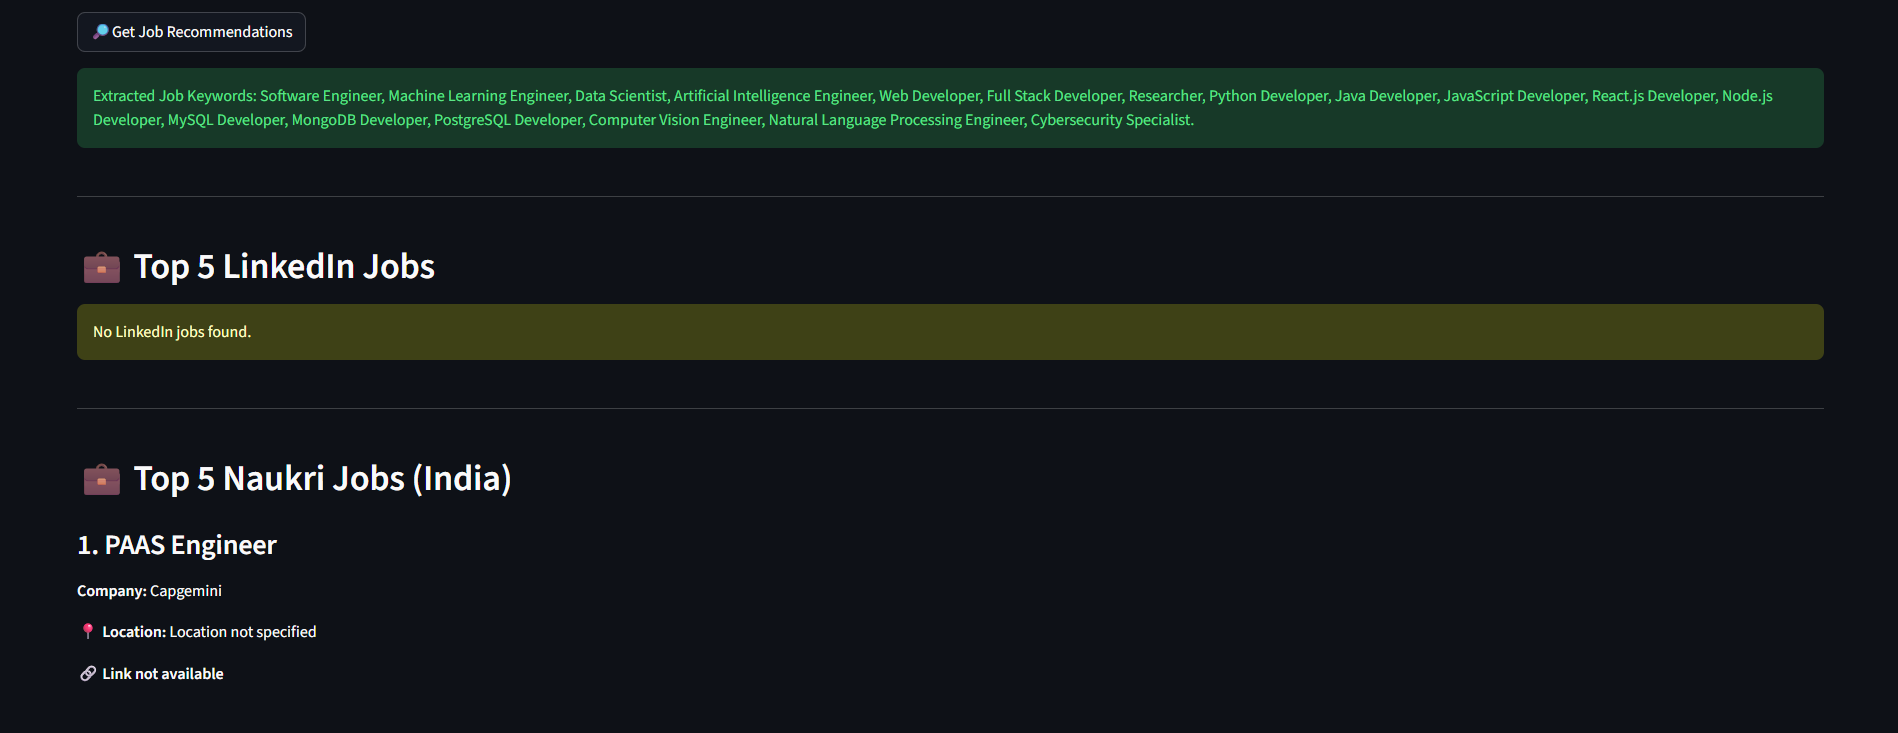 🔎 Get Job Recommendations
Extracted Job Keywords: Software Engineer, Machine Learning Engineer, Data Scientist, Artificial Intelligence Engineer, Web Developer, Full Stack Developer, Researcher, Python Developer, Java Developer, JavaScript Developer, React.js Developer, Node.js
Developer, MySQL Developer, MongoDB Developer, PostgreSQL Developer, Computer Vision Engineer, Natural Language Processing Engineer, Cybersecurity Specialist.
💼 Top 5 LinkedIn Jobs
No LinkedIn jobs found.
💼 Top 5 Naukri Jobs (India)
1. PAAS Engineer
Company: Capgemini
📍 Location: Location not specified
🔗 Link not available